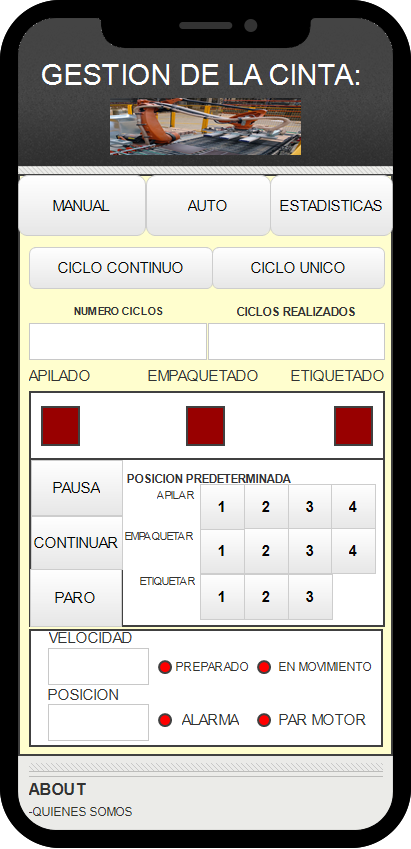 GESTION DE LA CINTA:
MANUAL AUTO ESTADISTICAS
CICLO CONTINUO CICLO UNICO
NUMERO CICLOS CICLOS REALIZADOS
APILADO EMPAQUETADO ETIQUETADO
PAUSA
CONTINUAR
PARO
POSICION PREDETERMINADA
APILAR 1 2 3 4
EMPAQUETAR 1 2 3 4
ETIQUETAR 1 2 3
VELOCIDAD
PREPARADO EN MOVIMIENTO
POSICION
ALARMA PAR MOTOR
ABOUT
-QUIENES SOMOS